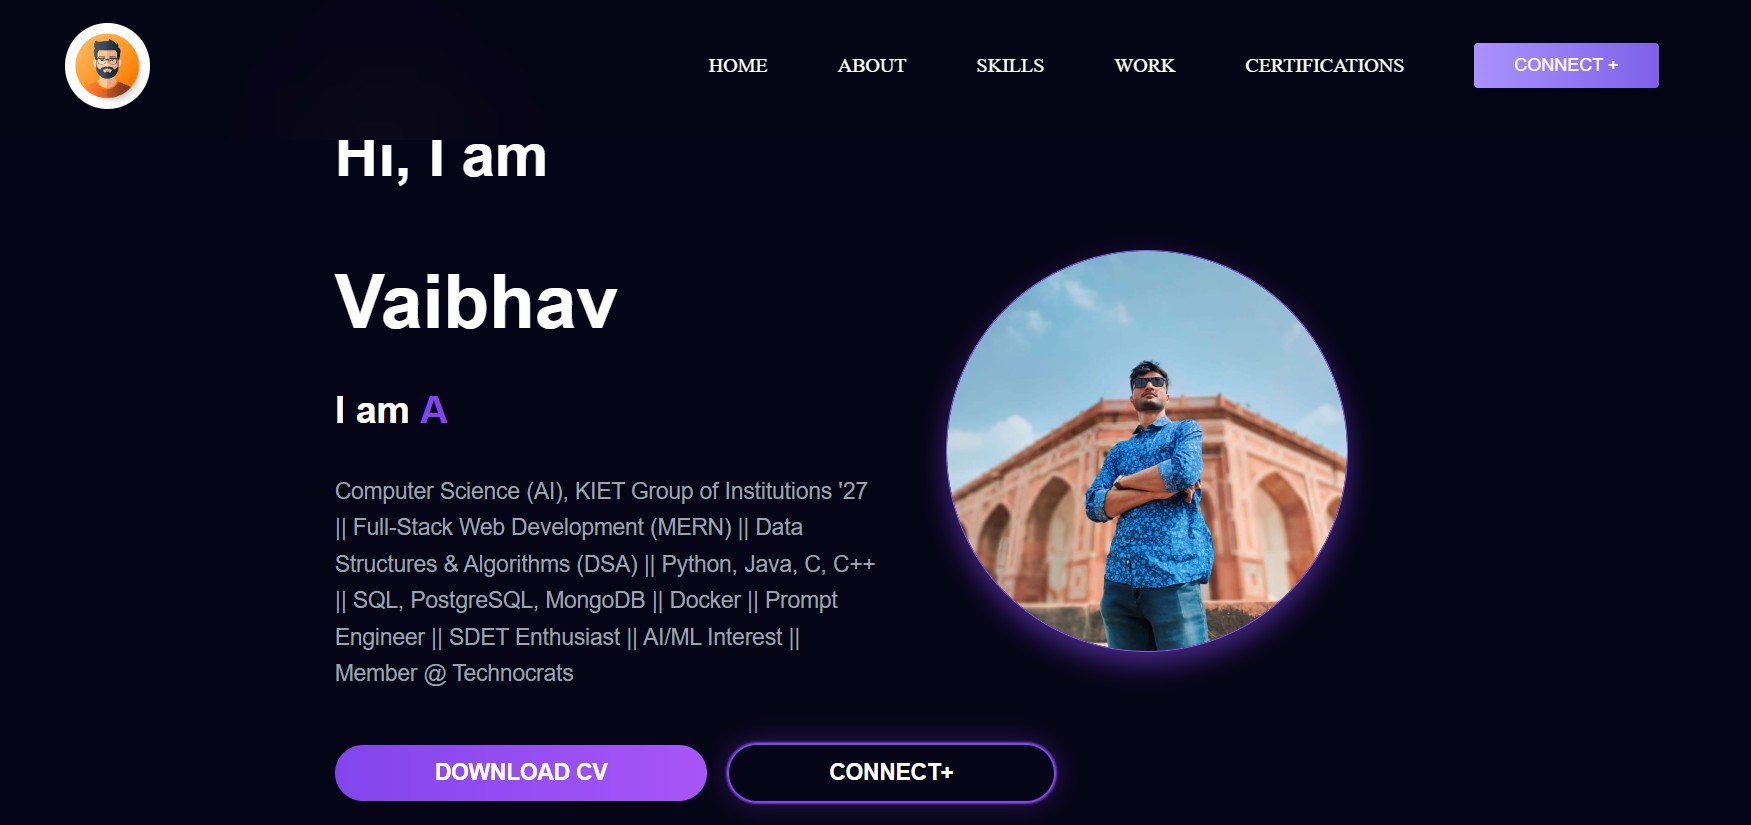 HOME
ABOUT
SKILLS
WORK
CERTIFICATIONS
CONNECT +
Hi, I am
Vaibhav
I am A
Computer Science (AI), KIET Group of Institutions '27
|| Full-Stack Web Development (MERN) || Data
Structures & Algorithms (DSA) || Python, Java, C, C++
|| SQL, PostgreSQL, MongoDB || Docker || Prompt
Engineer || SDET Enthusiast || AI/ML Interest ||
Member @ Technocrats
DOWNLOAD CV
CONNECT+